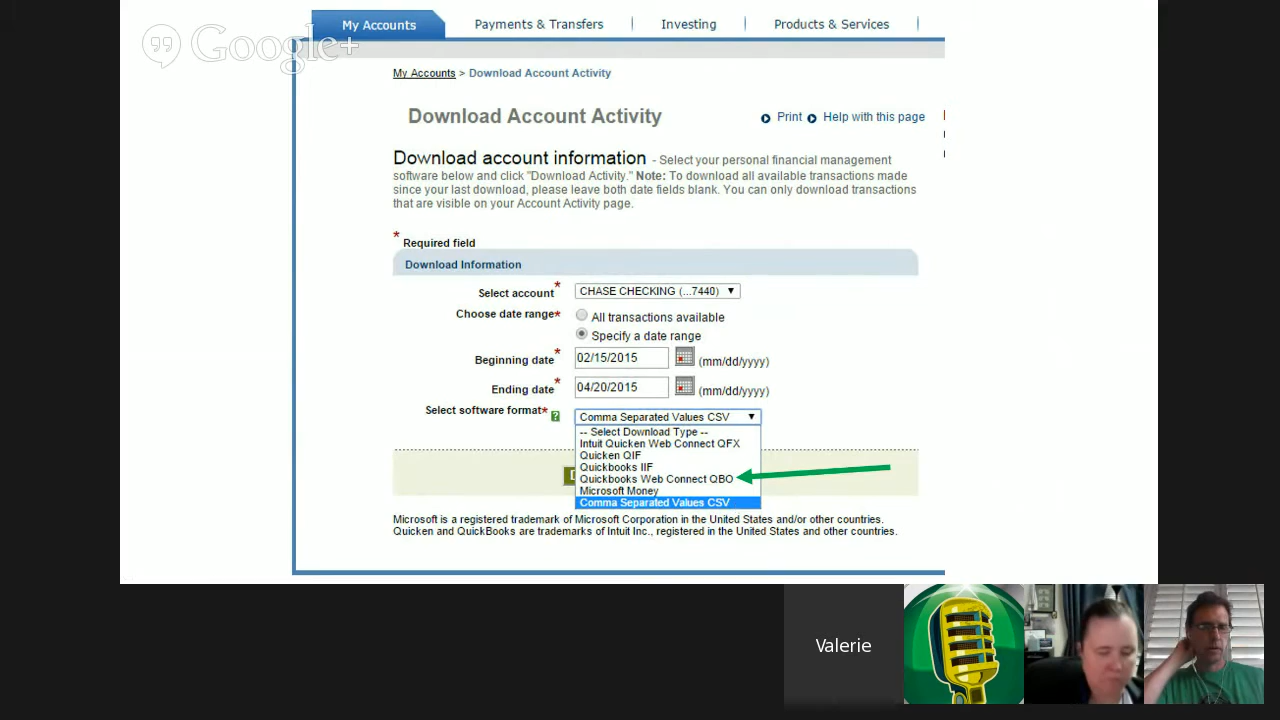 My Accounts
Payments & Transfers
Investing
Products & Services
Google+
My Accounts > Download Account Activity
Download Account Activity
Print
Help with this page
Download account information - Select your personal financial management
software below and click "Download Activity." Note: To download all available transactions made
since your last download, please leave both date fields blank. You can only download transactions
that are visible on your Account Activity page.
* Required field
Download Information
Select account*
CHASE CHECKING (...7440)
Choose date range*
All transactions available
Specify a date range
Beginning date*
02/15/2015
(mm/dd/yyyy)
Ending date*
04/20/2015
(mm/dd/yyyy)
Select software format* ?
Comma Separated Values CSV
-- Select Download Type --
Intuit Quicken Web Connect QFX
Quicken QIF
Quickbooks IIF
Quickbooks Web Connect QBO
Microsoft Money
Comma Separated Values CSV
Microsoft is a registered trademark of Microsoft Corporation in the United States and/or other countries.
Quicken and QuickBooks are trademarks of Intuit Inc., registered in the United States and other countries.
Valerie